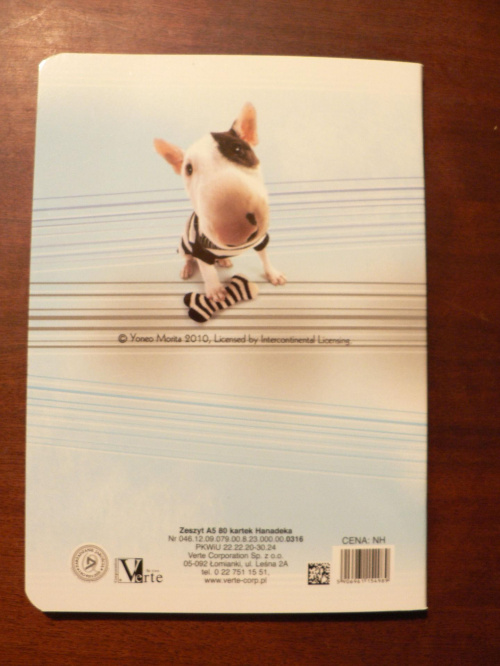 © Yoneo Morita 2010, Licensed by Intercontinental Licensing.
Zeszyt A5 80 kartek Hanadeka
Nr 046.12.09.079.00.8.23.000.00.0316
PKWiU 22.22.20-30.24
Verte Corporation Sp. z o.o.
05-092 Łomianki, ul. Leśna 2A
tel. 0 22 751 15 51,
www.verte-corp.pl
Verte
CENA: NH